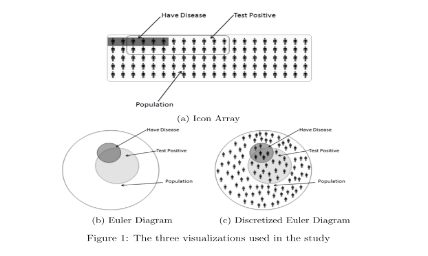 Have Disease
Test Positive
Population
(a) Icon Array
Have Disease
Test Positive
Population
Have Disease
Test Positive
Population
(b) Euler Diagram
(c) Discretized Euler Diagram
Figure 1: The three visualizations used in the study